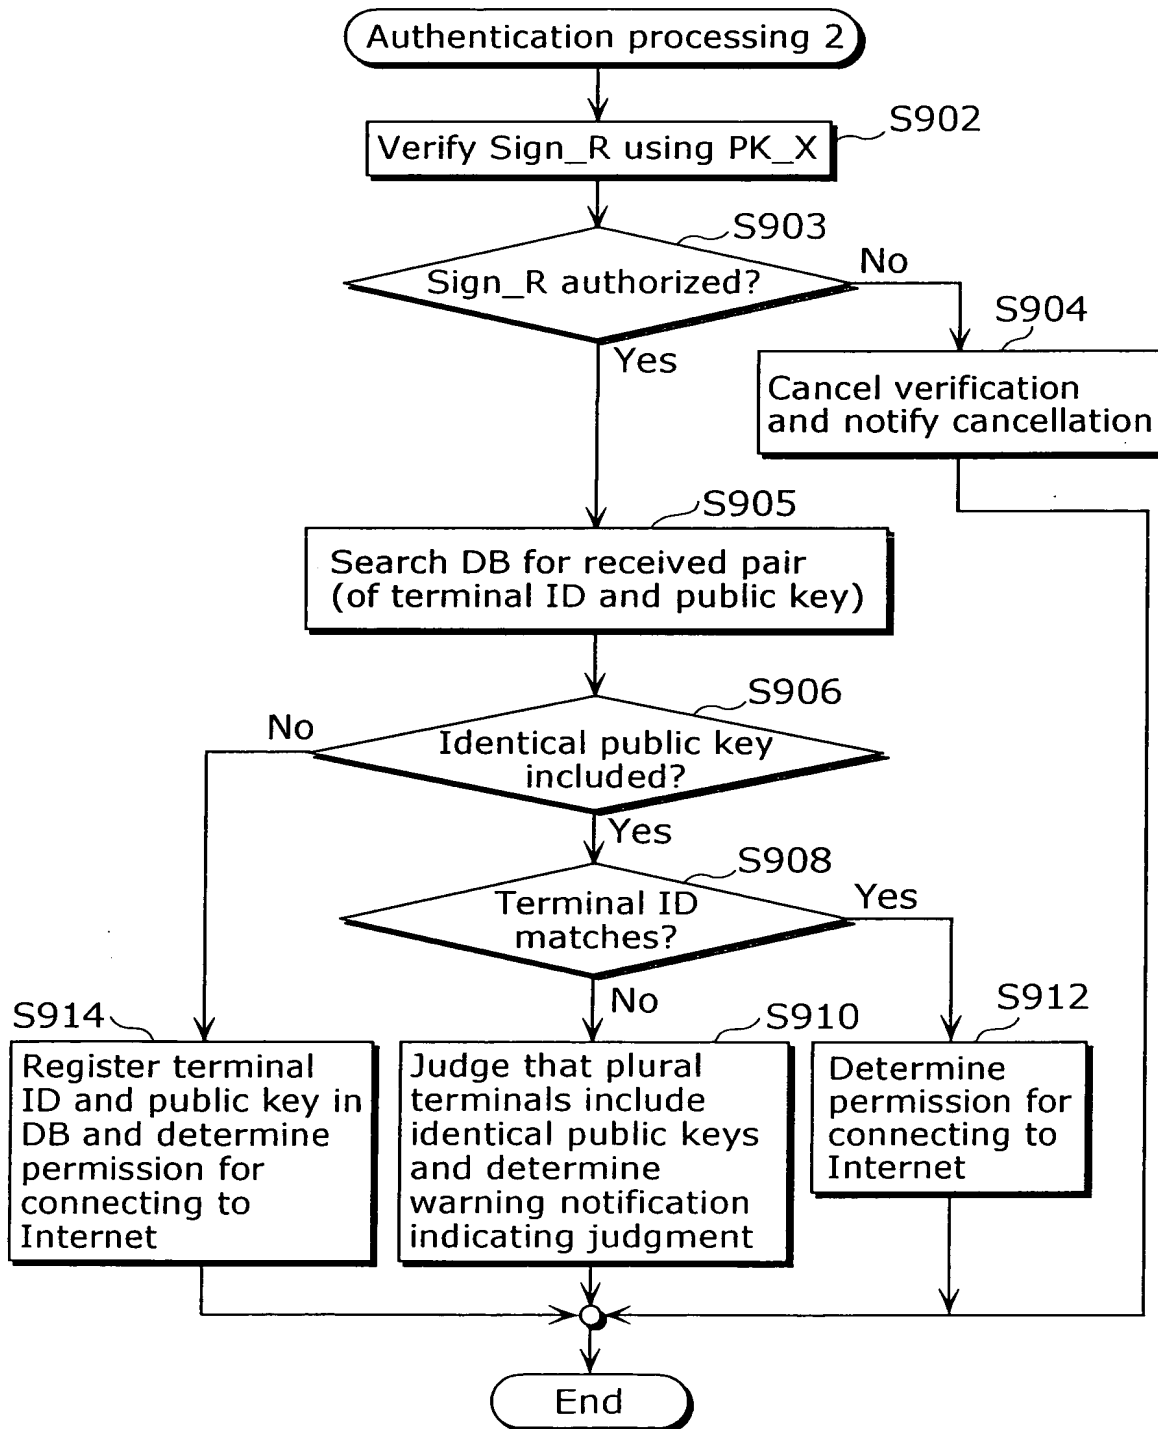 Authentication processing 2
S902
Verify Sign_R using PK_X
S903
Sign_R authorized?
No
Yes
S904
Cancel verification
and notify cancellation
S905
Search DB for received pair
(of terminal ID and public key)
S906
No
Identical public key
included?
Yes
S908
Terminal ID
matches?
Yes
No
S914
Register terminal
ID and public key in
DB and determine
permission for
connecting to
Internet
S910
Judge that plural
terminals include
identical public keys
and determine
warning notification
indicating judgment
S912
Determine
permission for
connecting to
Internet
End